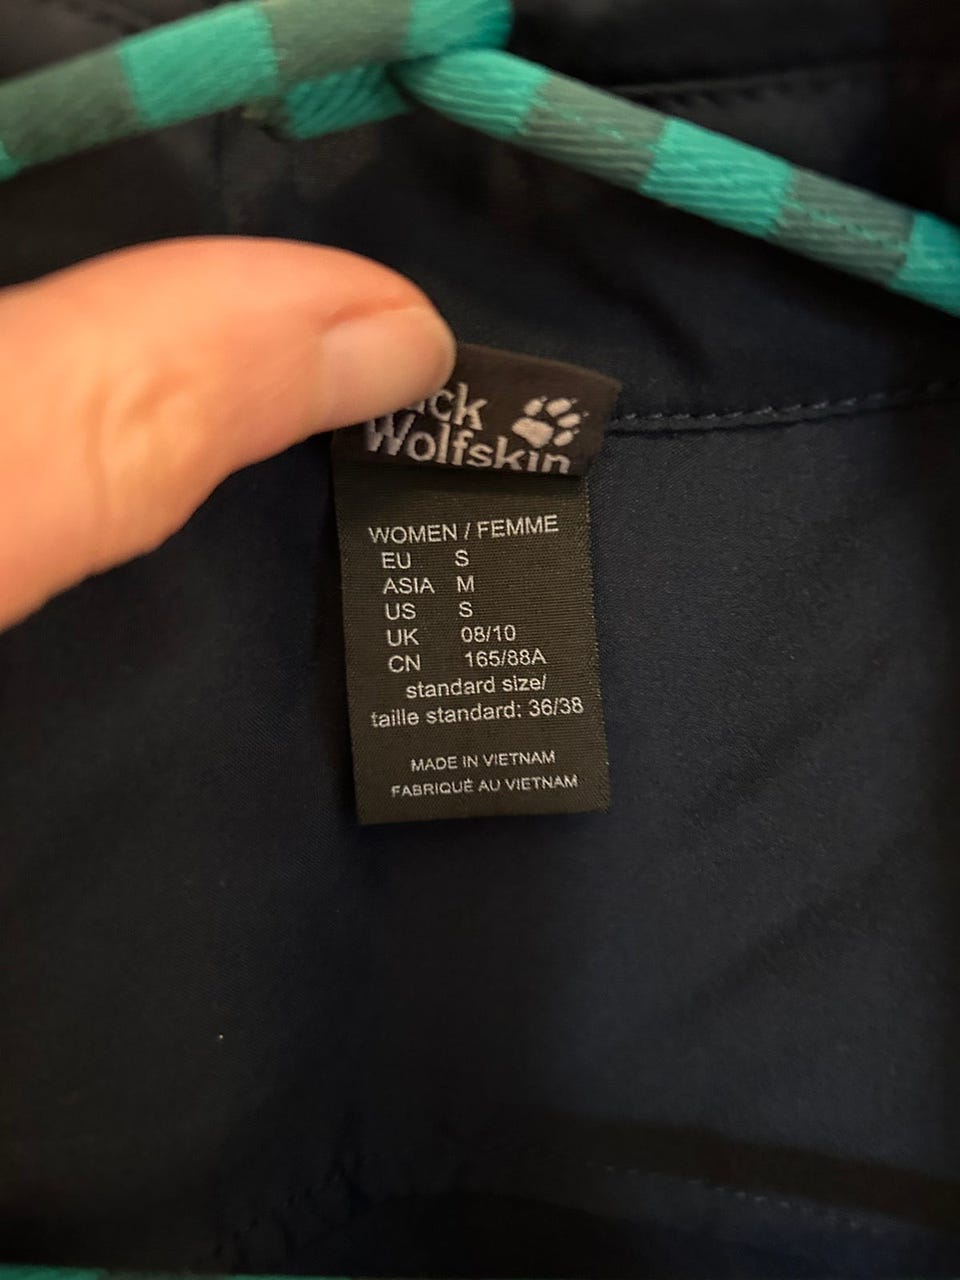 ck
Wolfskin
WOMEN / FEMME
EU S
ASIA M
US S
UK 08/10
CN 165/88A
standard size/
taille standard: 36/38
MADE IN VIETNAM
FABRIQUÉ AU VIETNAM